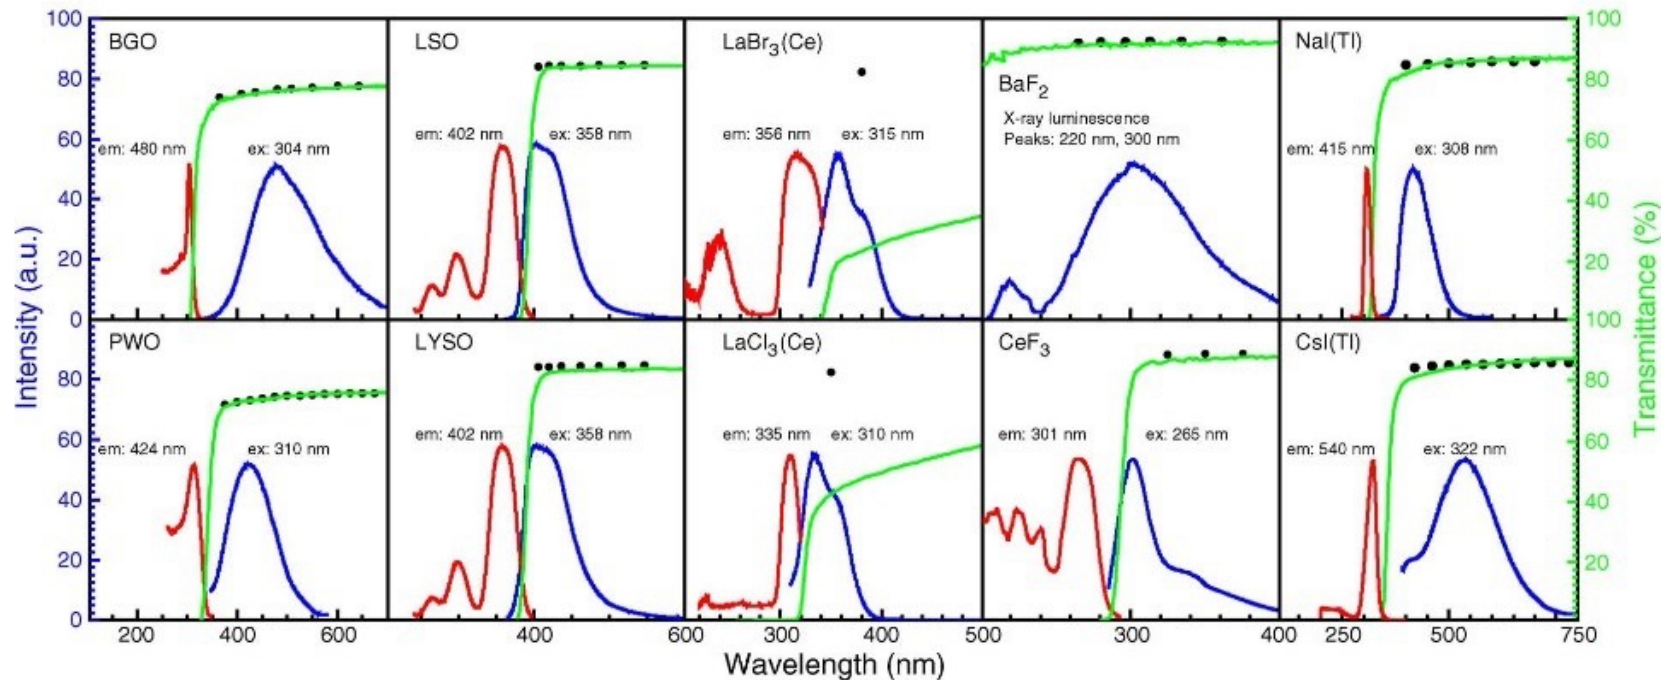 100
80
60
40
20
0
80
60
40
20
0
Intensity (a.u.)
BGO
em: 480 nm
ex: 304 nm
LSO
em: 402 nm
ex: 358 nm
LaBr3(Ce)
em: 356 nm
ex: 315 nm
BaF2
X-ray luminescence
Peaks: 220 nm, 300 nm
NaI(Tl)
em: 415 nm
ex: 308 nm
PWO
em: 424 nm
ex: 310 nm
LYSO
em: 402 nm
ex: 358 nm
LaCl3(Ce)
em: 335 nm
ex: 310 nm
CeF3
em: 301 nm
ex: 265 nm
CsI(Tl)
em: 540 nm
ex: 322 nm
100
80
60
40
20
100
80
60
40
20
Transmittance (%)
200 400 600 400 600 300 400 500 300 400 250 500 750
Wavelength (nm)